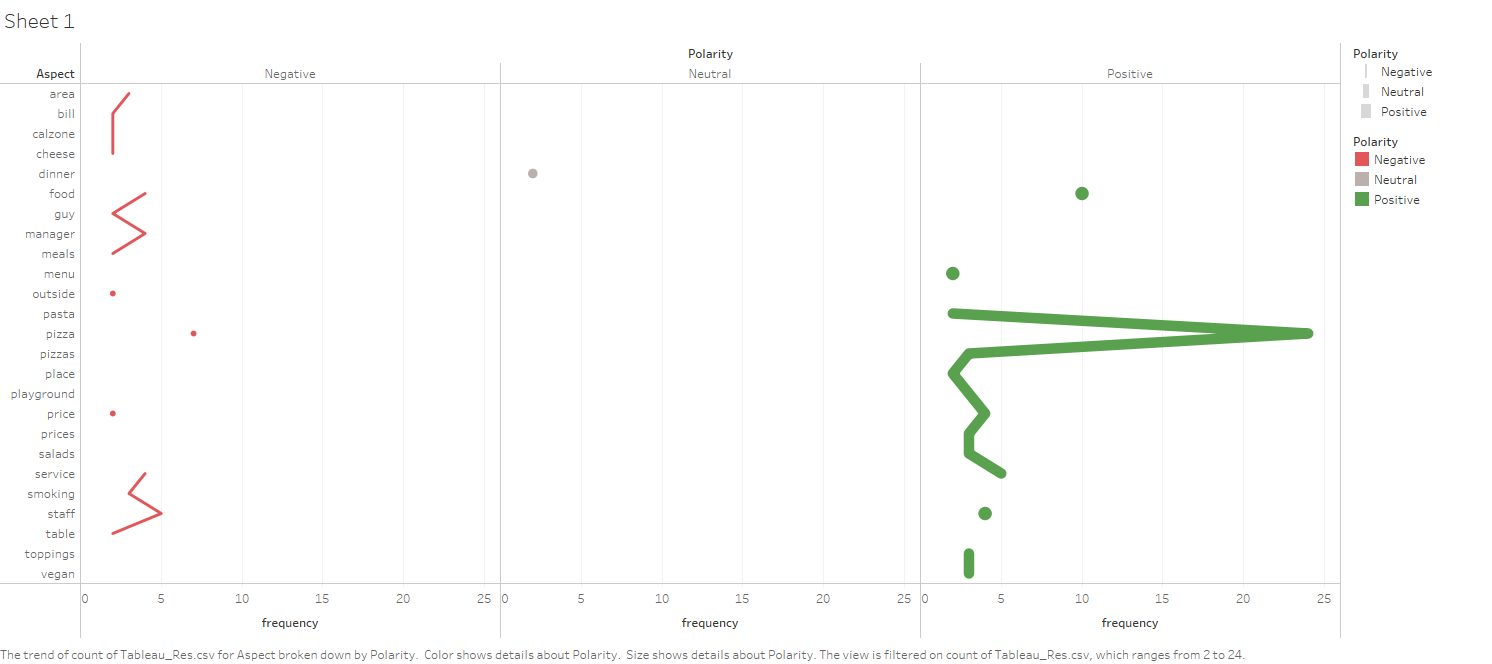 Sheet 1
Polarity
Aspect Negative Neutral Positive
area
bill
calzone
cheese
dinner
food
guy
manager
meals
menu
outside
pasta
pizza
pizzas
place
playground
price
prices
salads
service
smoking
staff
table
toppings
vegan
0 5 10 15 20 25 0 5 10 15 20 25 0 5 10 15 20 25
frequency frequency frequency
The trend of count of Tableau_Res.csv for Aspect broken down by Polarity. Color shows details about Polarity. Size shows details about Polarity. The view is filtered on count of Tableau_Res.csv, which ranges from 2 to 24.
Polarity
Negative
Neutral
Positive
Polarity
Negative
Neutral
Positive